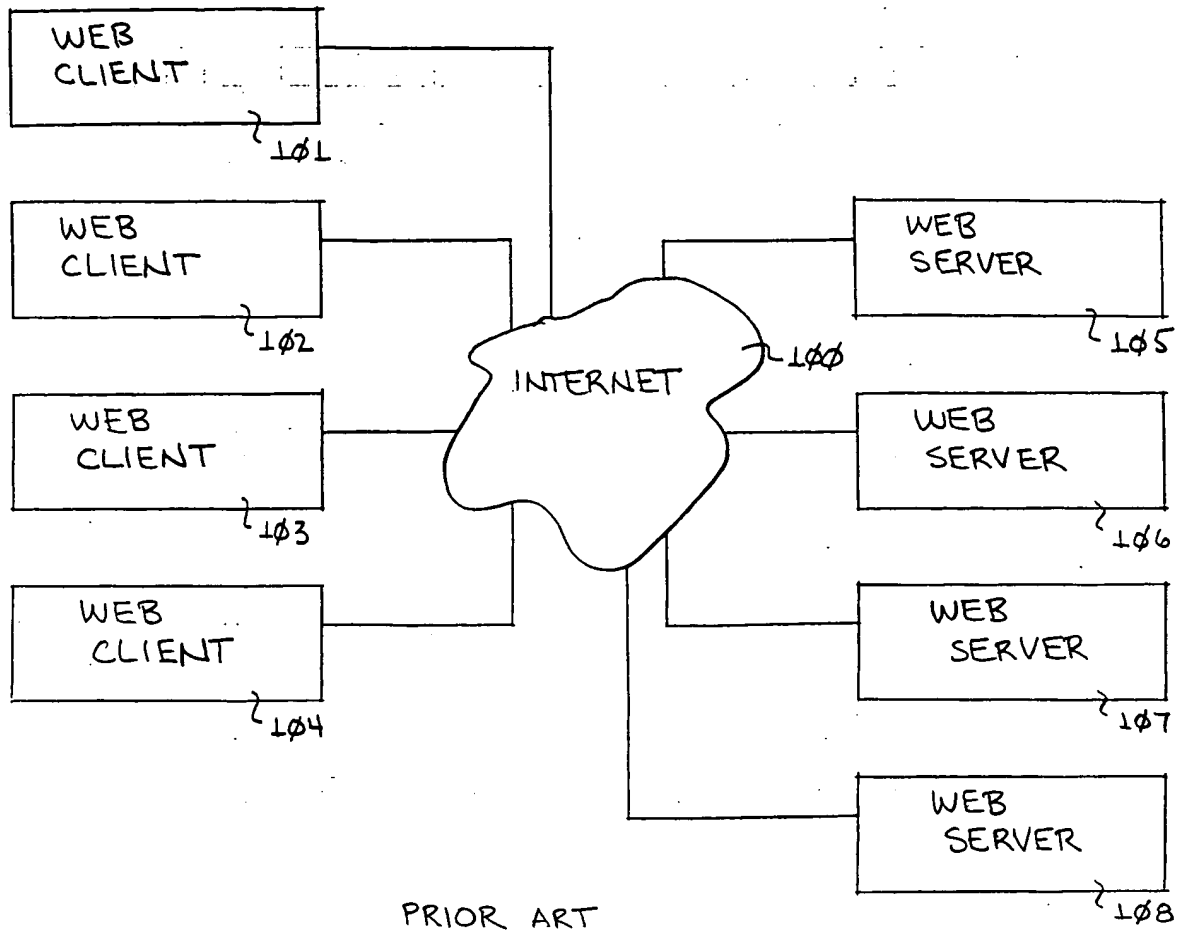 WEB
CLIENT
101
WEB
CLIENT
102
WEB
CLIENT
103
WEB
CLIENT
104
INTERNET
100
WEB
SERVER
105
WEB
SERVER
106
WEB
SERVER
107
WEB
SERVER
108
PRIOR ART